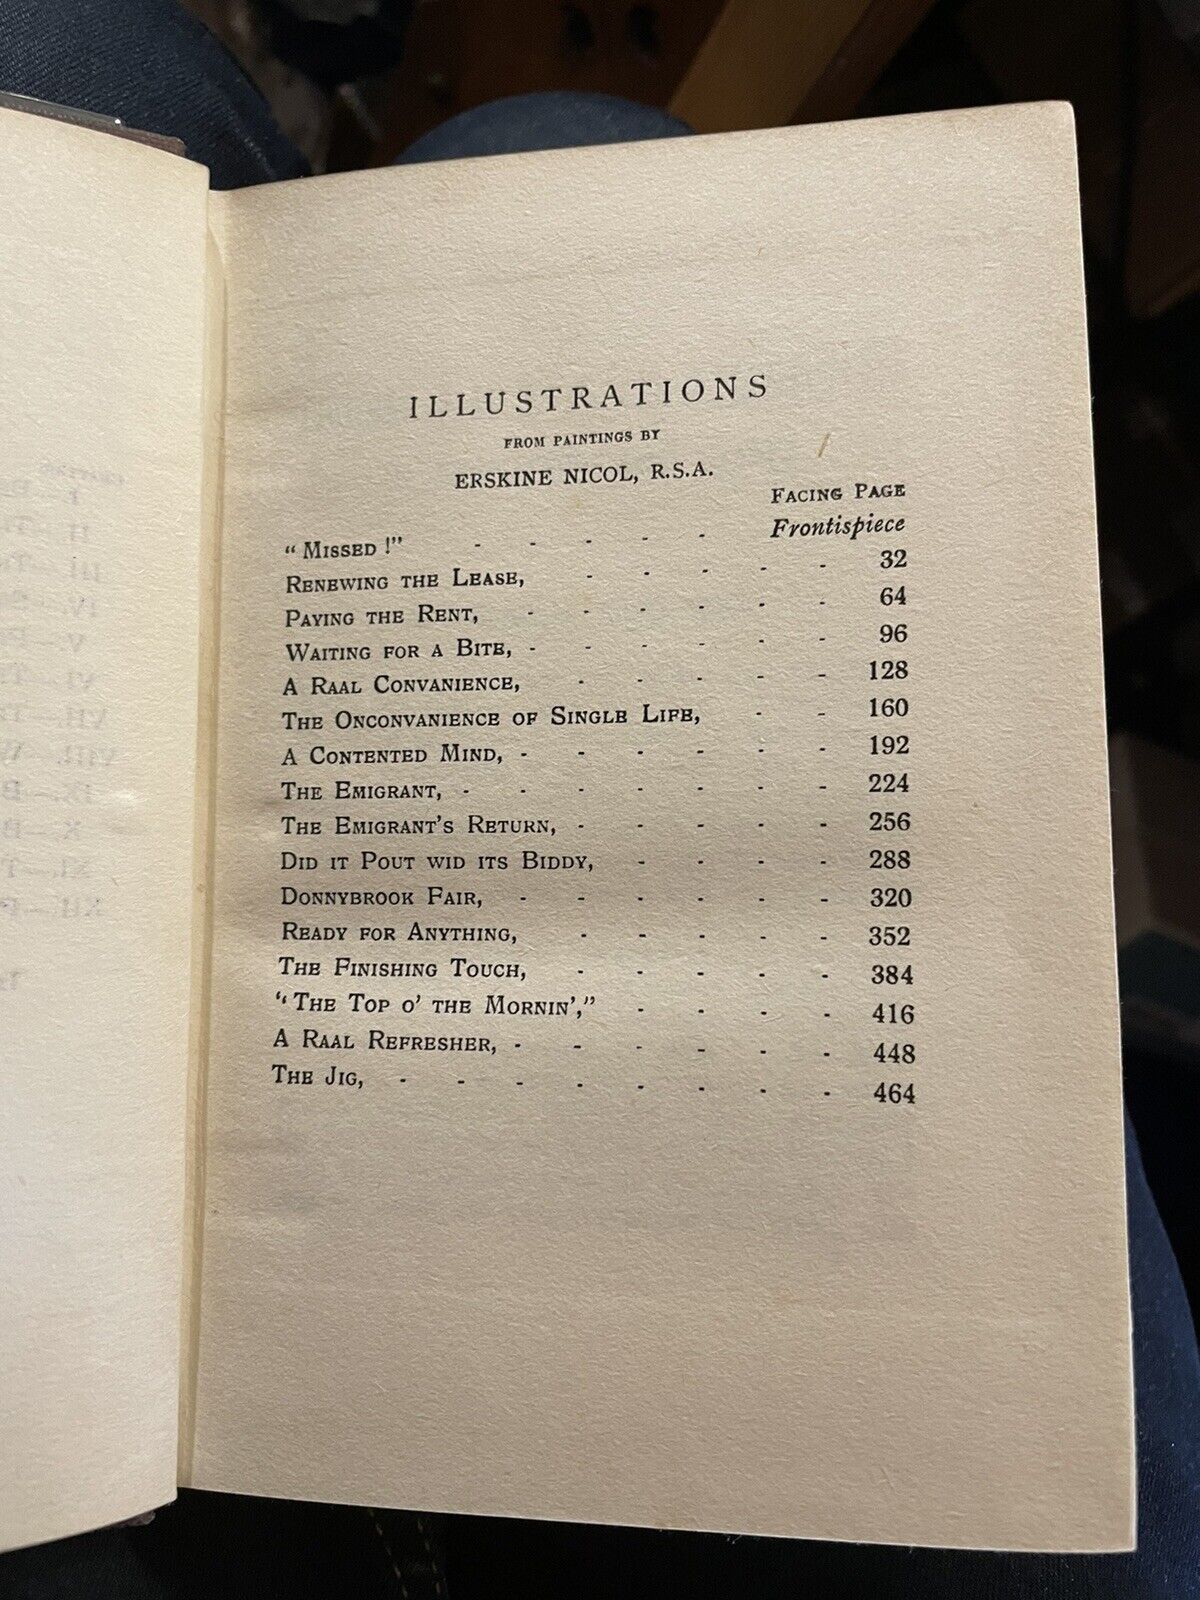 ILLUSTRATIONS
FROM PAINTINGS BY
ERSKINE NICOL, R.S.A.
FACING PAGE
"MISSED!" - - - - - Frontispiece
RENEWING THE LEASE, - - - - - 32
PAYING THE RENT, - - - - - - 64
WAITING FOR A BITE, - - - - - - 96
A RAAL CONVANIENCE, - - - - - 128
THE ONCONVANIENCE OF SINGLE LIFE, - - 160
A CONTENTED MIND, - - - - - - 192
THE EMIGRANT, - - - - - - - 224
THE EMIGRANT'S RETURN, - - - - - 256
DID IT POUT WID ITS BIDDY, - - - - 288
DONNYBROOK FAIR, - - - - - - 320
READY FOR ANYTHING, - - - - - 352
THE FINISHING TOUCH, - - - - - 384
"THE TOP O' THE MORNIN'," - - - - 416
A RAAL REFRESHER, - - - - - - 448
THE JIG, - - - - - - - - 464